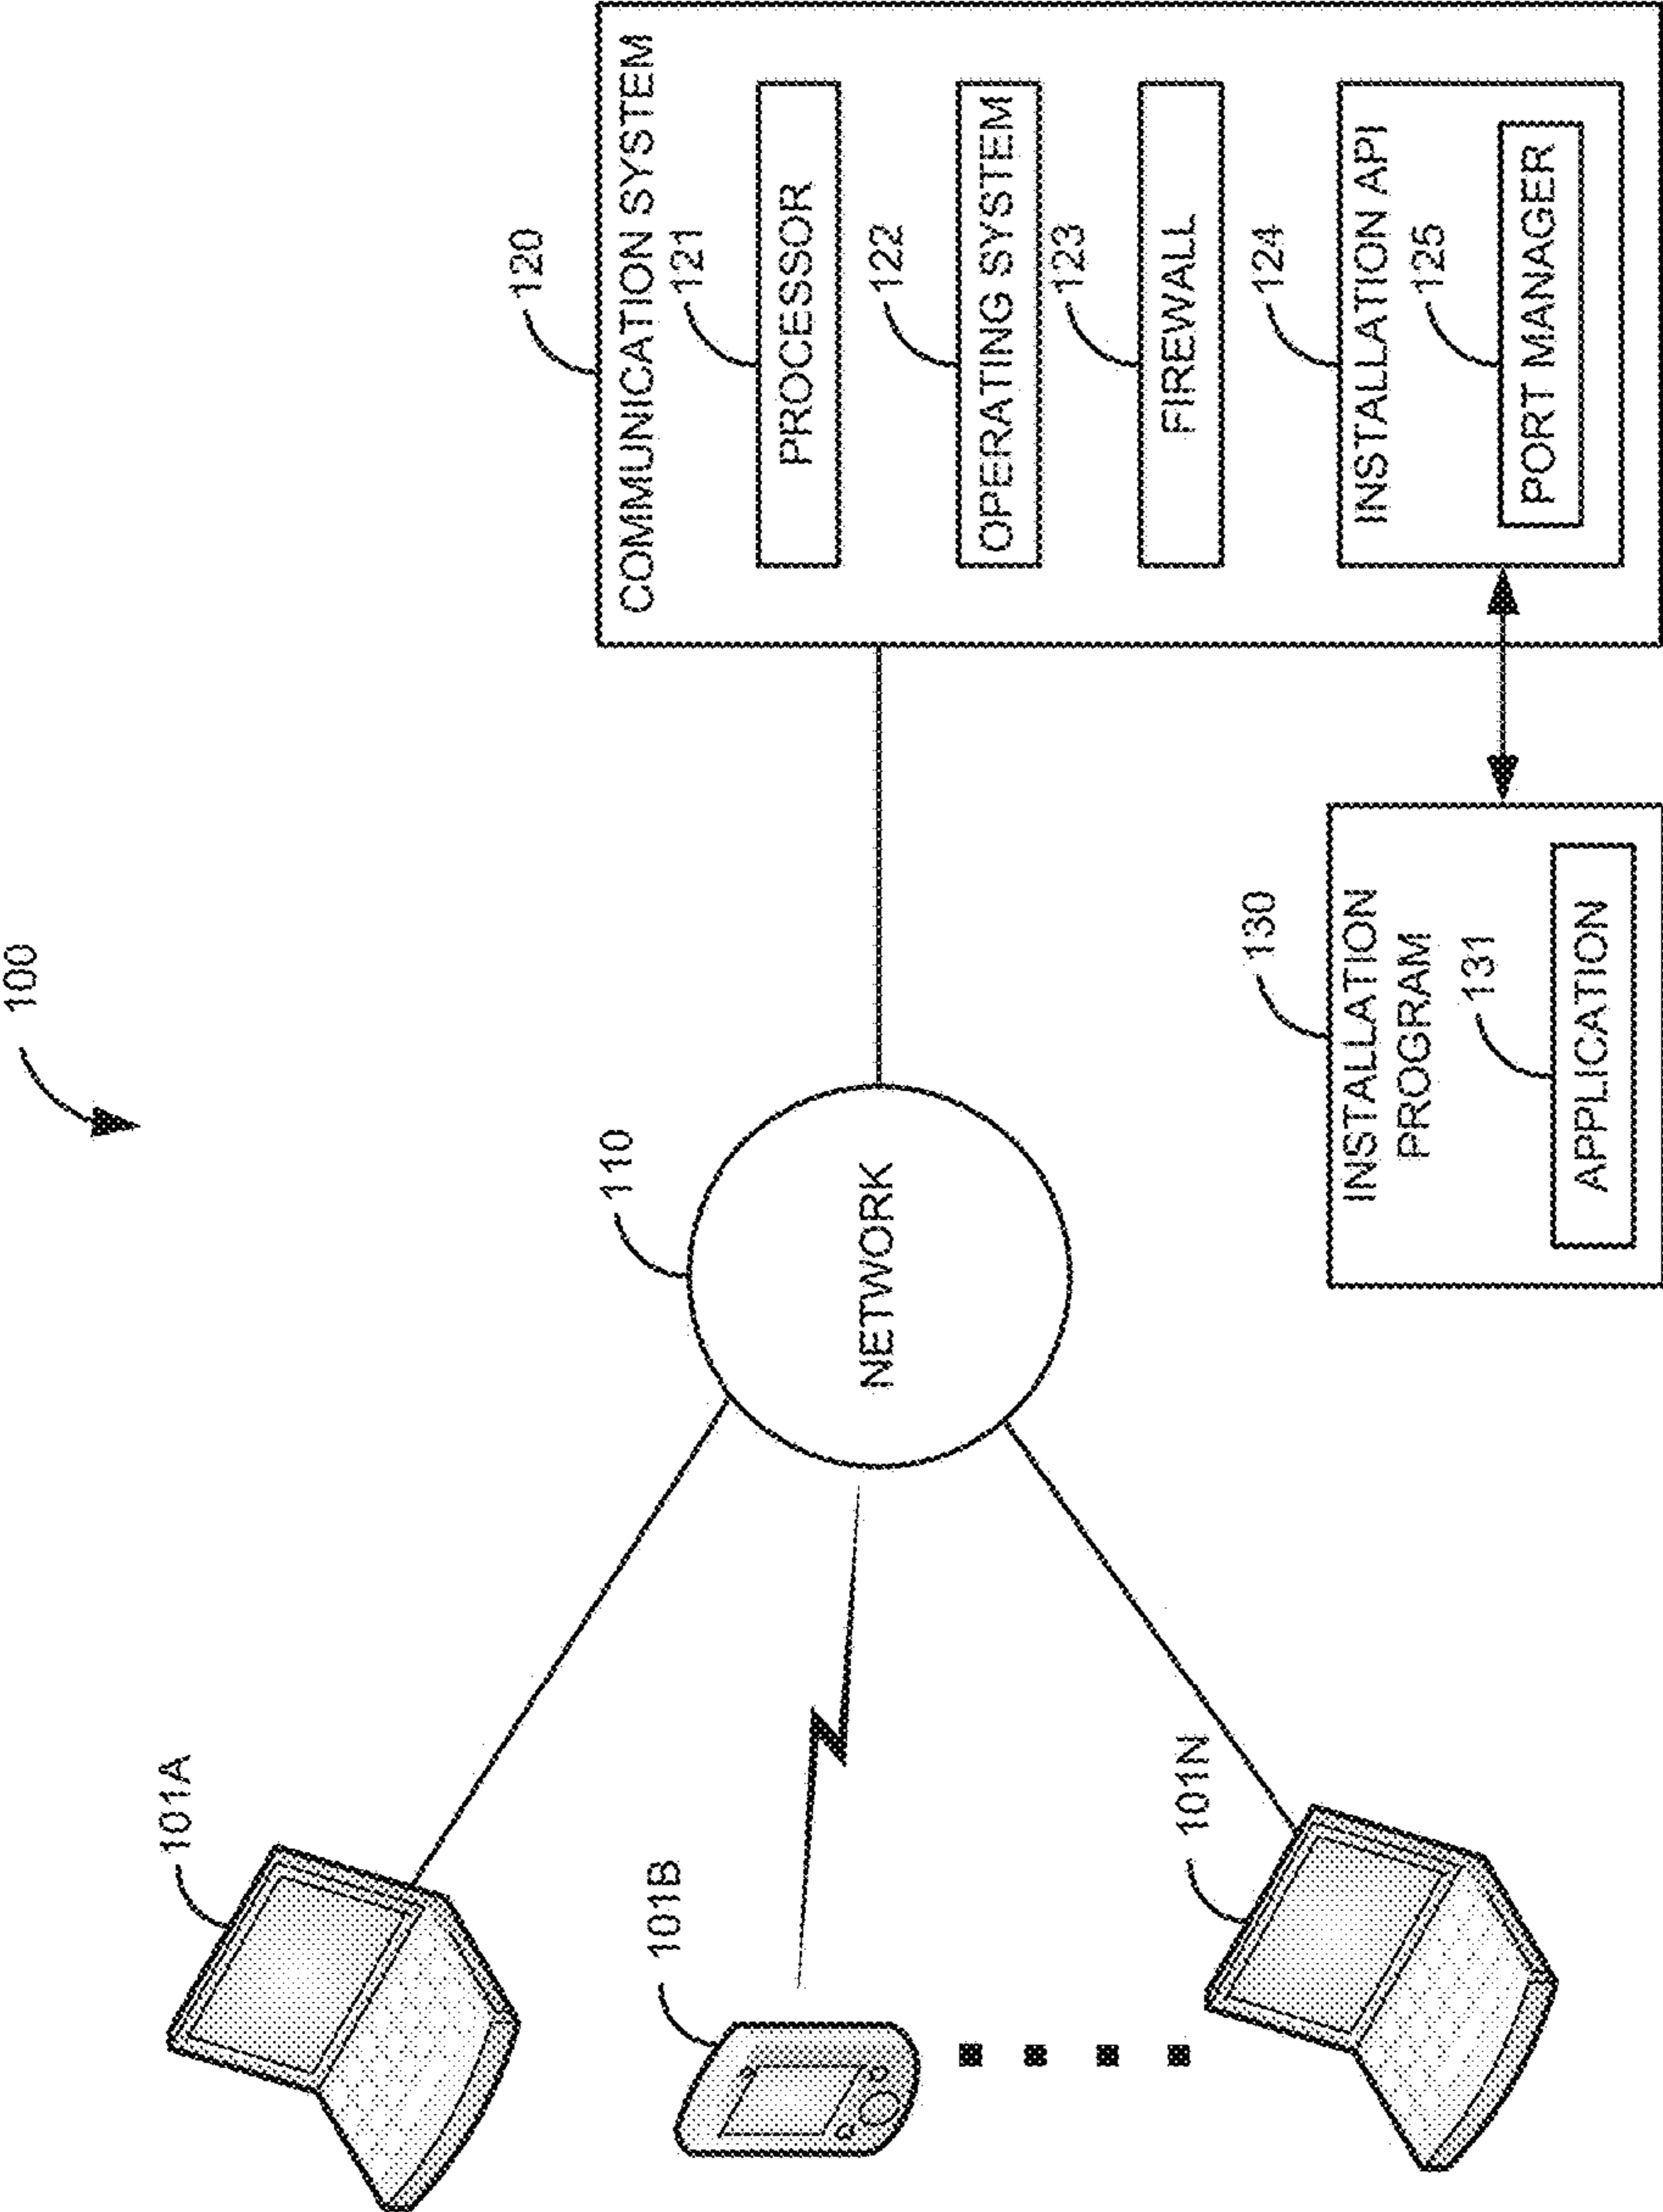 100
101A
101B
101N
110
NETWORK
120
COMMUNICATION SYSTEM
121
PROCESSOR
122
OPERATING SYSTEM
123
FIREWALL
124
INSTALLATION API
125
PORT MANAGER
130
INSTALLATION
PROGRAM
131
APPLICATION